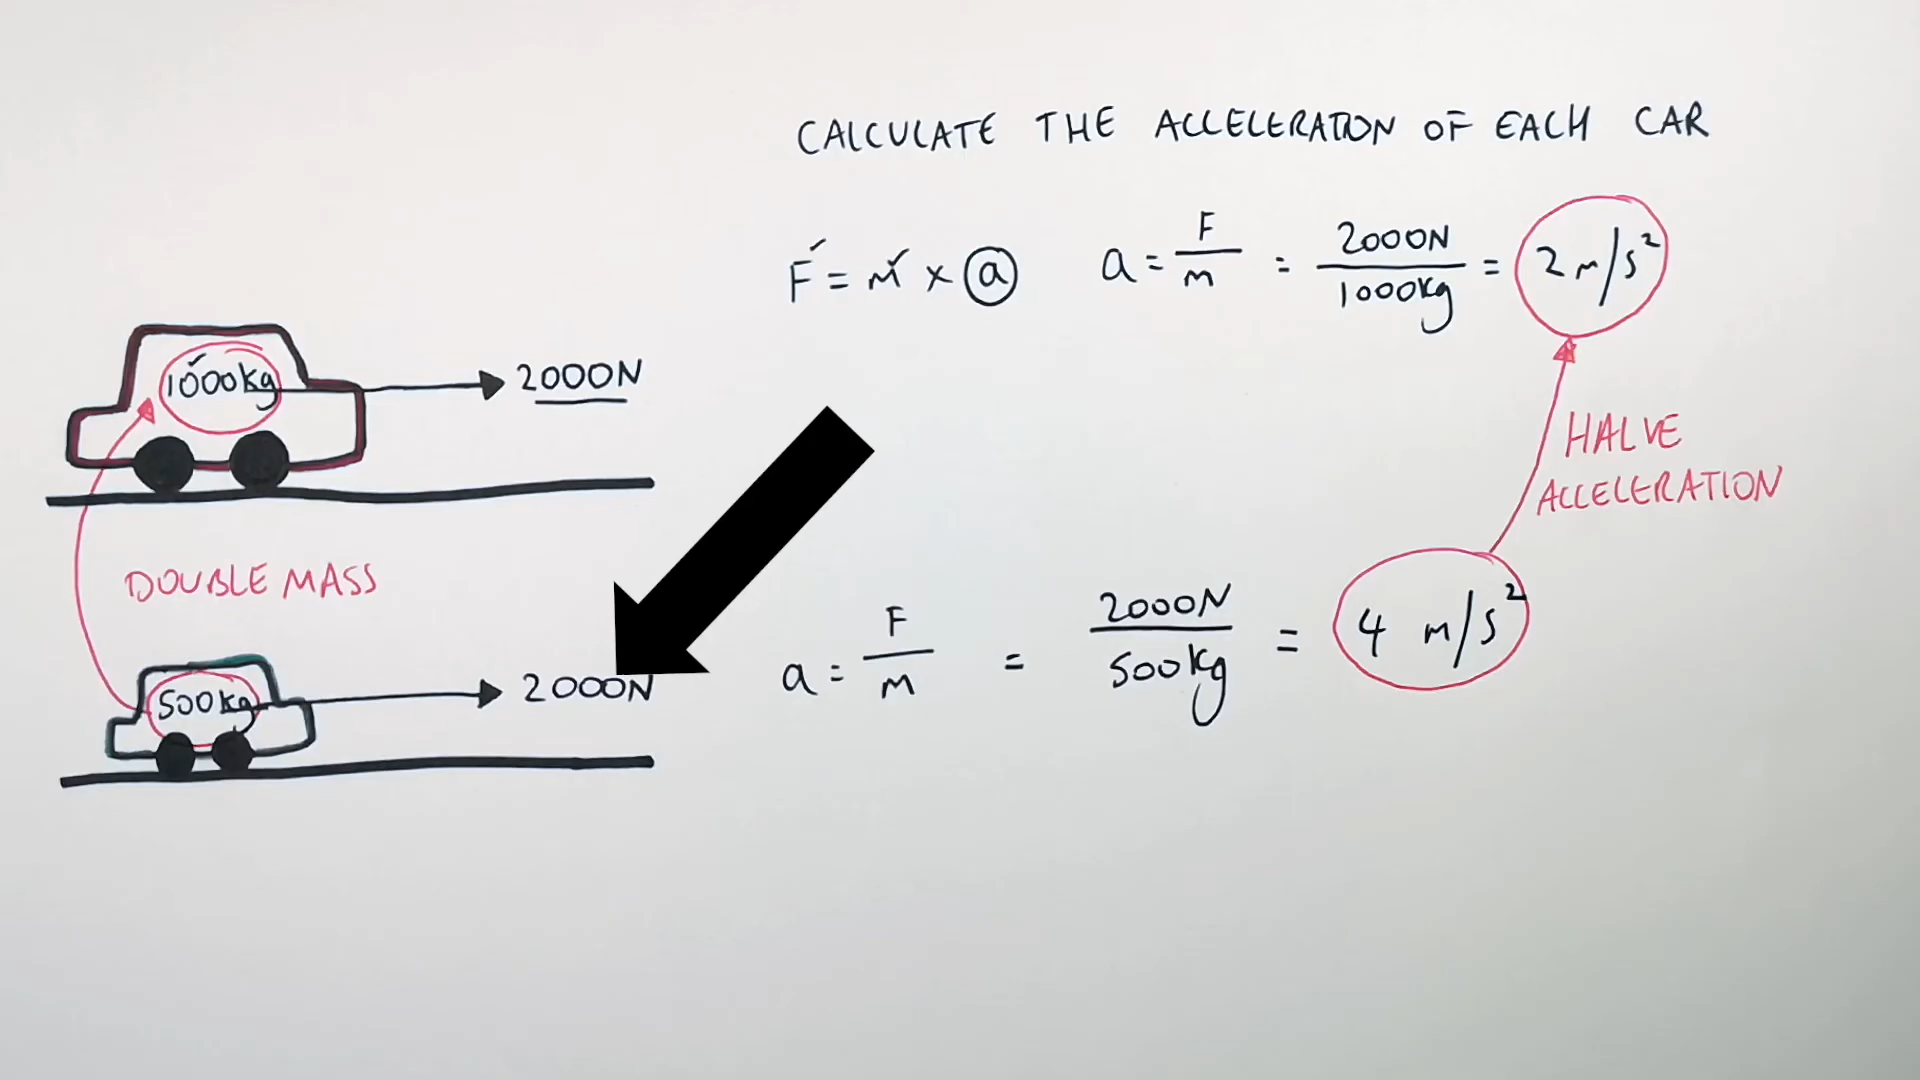 CALCULATE THE ACCELERATION OF EACH CAR
F = m x a
a = F/m = 2000N/1000kg = 2 m/s²
1000kg
2000N
HALVE
ACCELERATION
DOUBLE MASS
500kg
2000N
a = F/m = 2000N/500kg = 4 m/s²